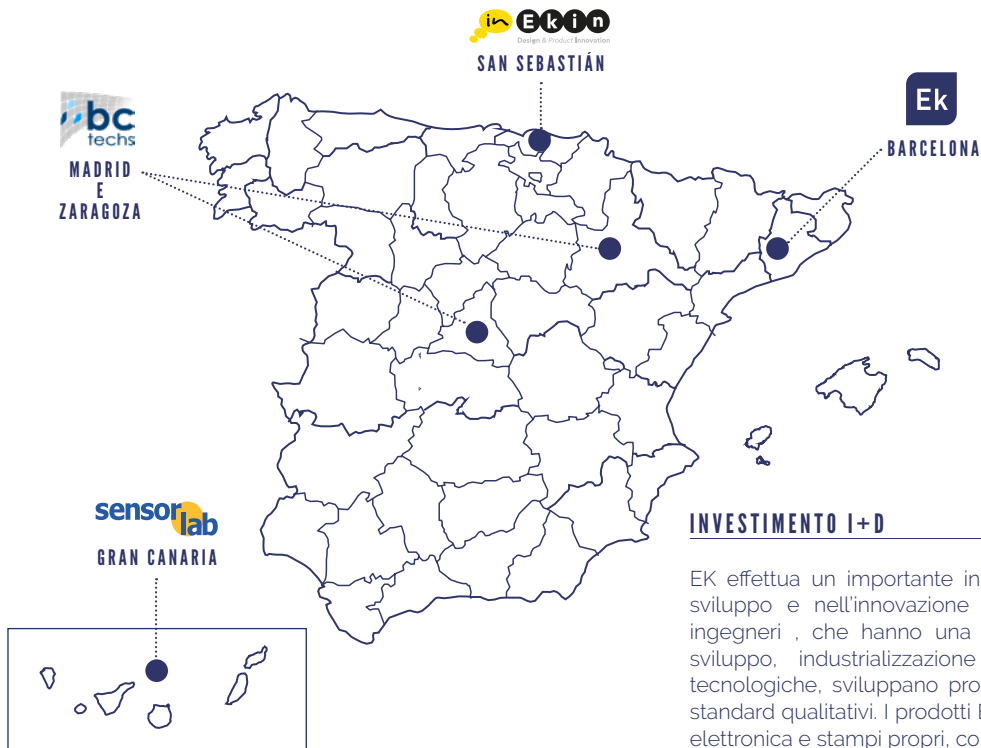 in Ekin
Design & Product Innovation
SAN SEBASTIÁN
bc
techs
MADRID
E
ZARAGOZA
Ek
BARCELONA
sensorlab
GRAN CANARIA
INVESTIMENTO I+D
EK effettua un importante in
sviluppo e nell'innovazione
ingegneri , che hanno una
sviluppo, industrializzazione
tecnologiche, sviluppano pro
standard qualitativi. I prodotti E
elettronica e stampi propri, co